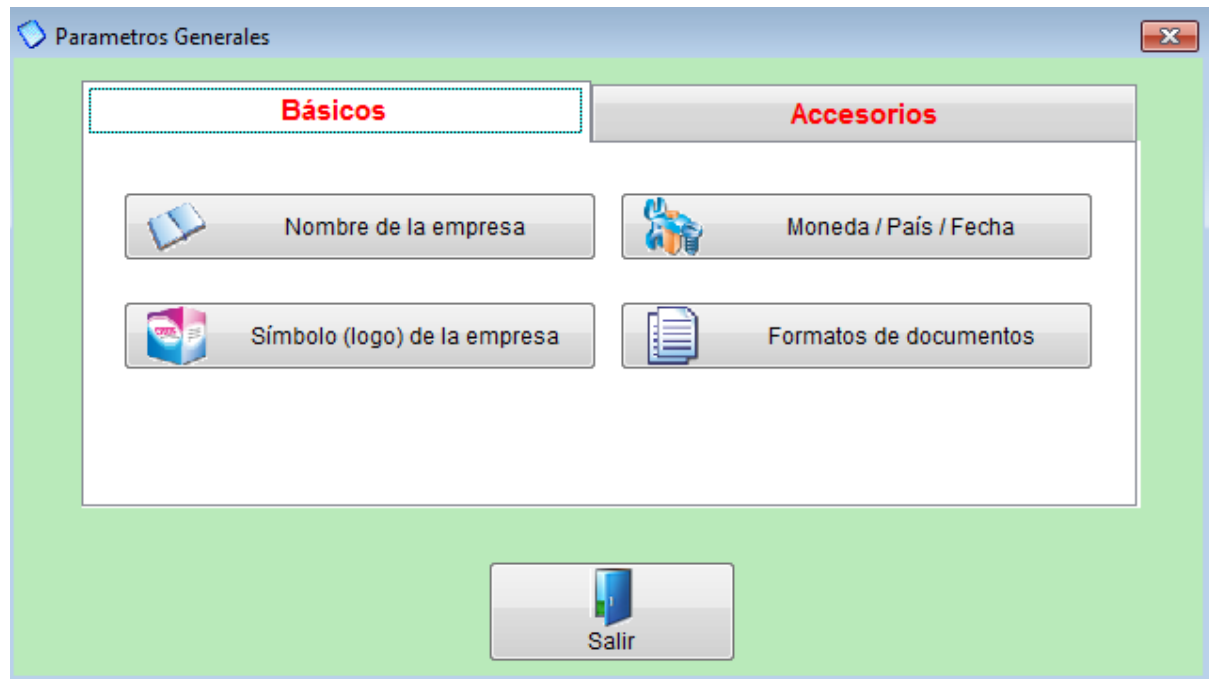 Parametros Generales
Básicos
Accesorios
Nombre de la empresa
Moneda / País / Fecha
Símbolo (logo) de la empresa
Formatos de documentos
Salir